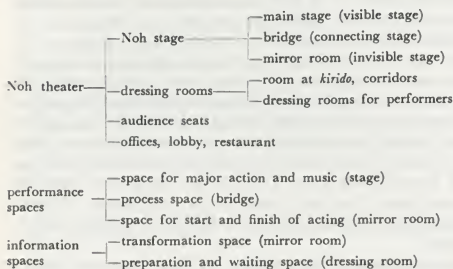 main stage (visible stage)
Noh stage
bridge (connecting stage)
mirror room (invisible stage)
room at kirido, corridors
Noh theater
dressing rooms
dressing rooms for performers
audience seats
offices, lobby, restaurant
space for major action and music (stage)
performance
spaces
process space (bridge)
space for start and finish of acting (mirror room)
information
spaces
transformation space (mirror room)
preparation and waiting space (dressing room)